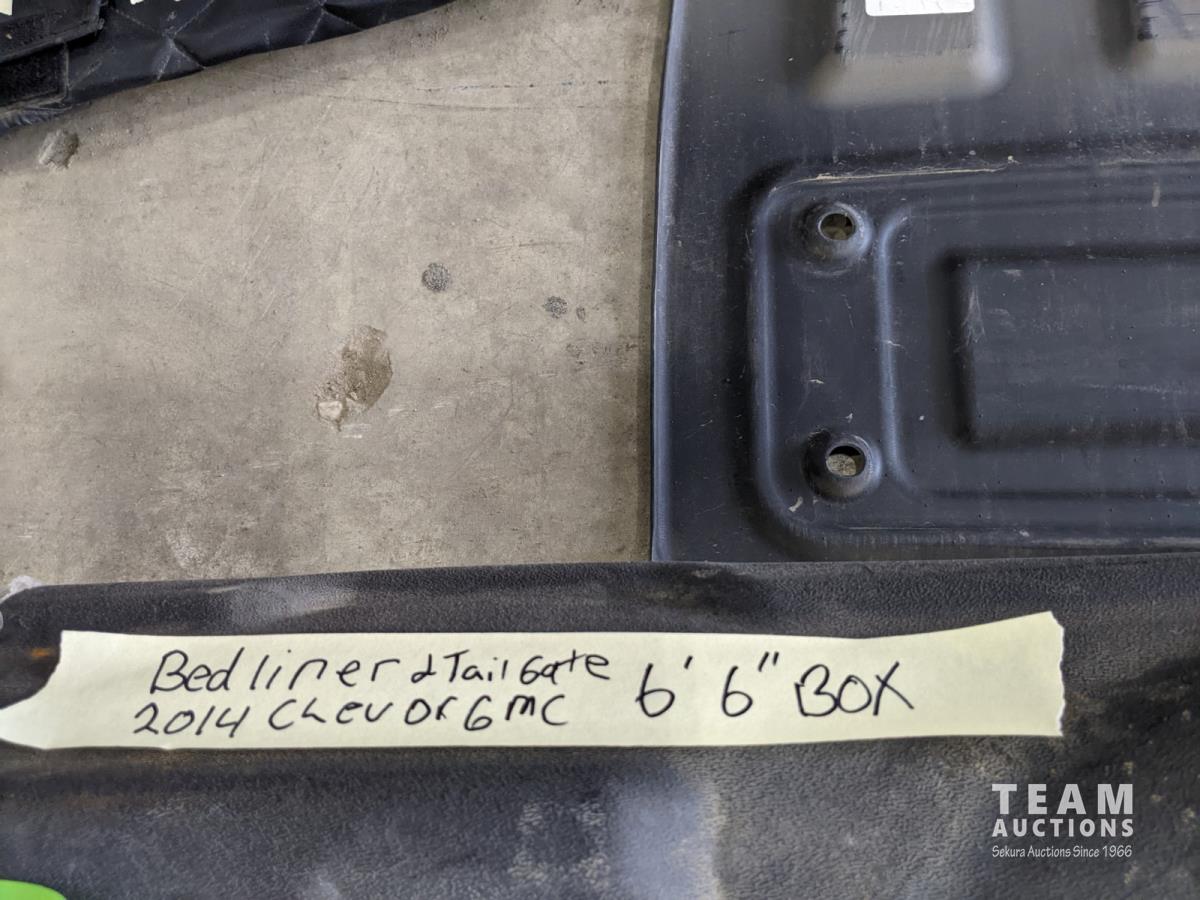 Bedliner & TailGate 6' 6" BOX
2014 Chev Or GMC
TEAM
AUCTIONS
Sekura Auctions Since 1966